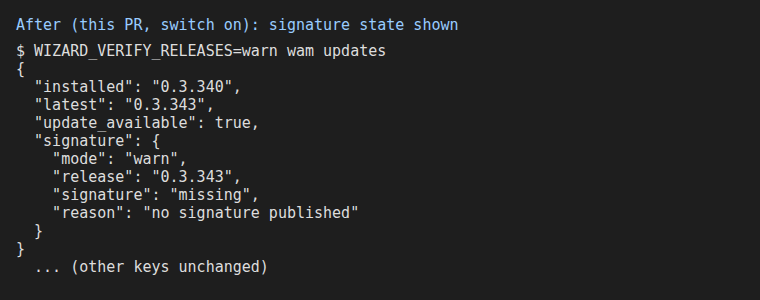 After (this PR, switch on): signature state shown
$ WIZARD_VERIFY_RELEASES=warn wam updates
{
  "installed": "0.3.340",
  "latest": "0.3.343",
  "update_available": true,
  "signature": {
    "mode": "warn",
    "release": "0.3.343",
    "signature": "missing",
    "reason": "no signature published"
  }
}
  ... (other keys unchanged)